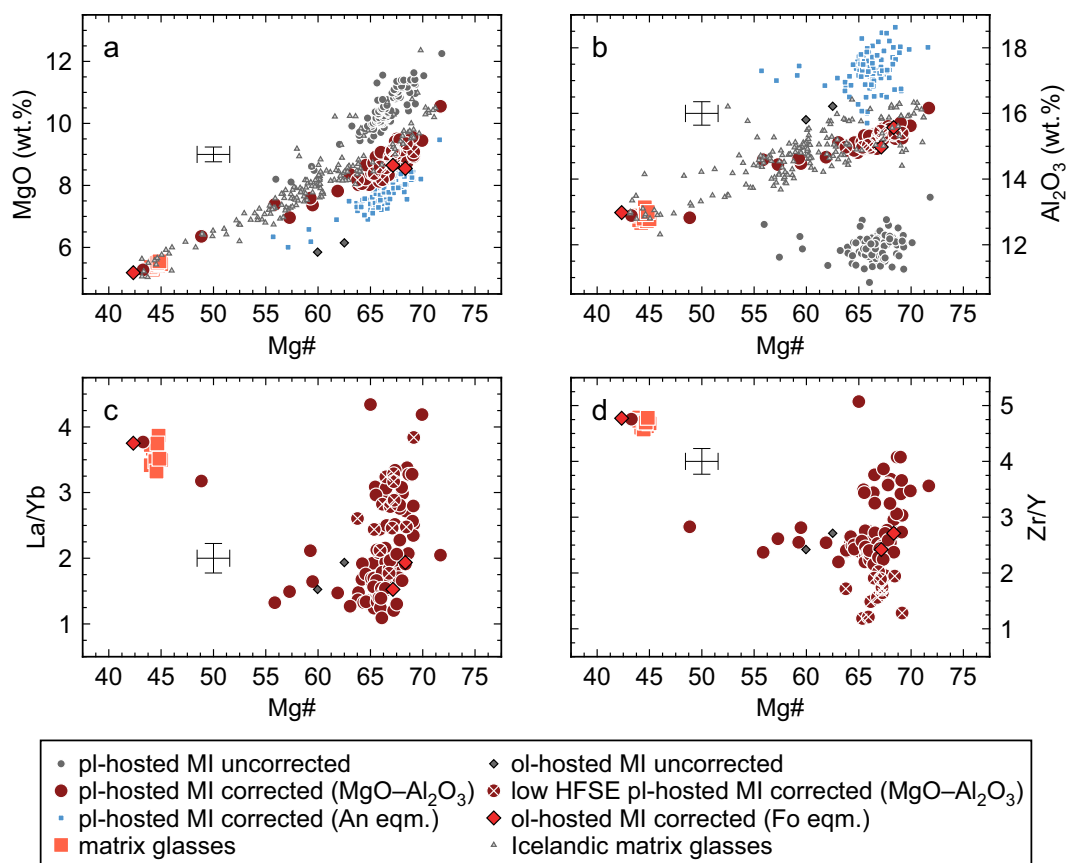 a
MgO (wt.%)
12
10
8
6
40 45 50 55 60 65 70 75
Mg#
b
Al₂O₃ (wt.%)
18
16
14
12
40 45 50 55 60 65 70 75
Mg#
c
La/Yb
4
3
2
1
40 45 50 55 60 65 70 75
Mg#
d
Zr/Y
5
4
3
2
1
40 45 50 55 60 65 70 75
Mg#
pl-hosted MI uncorrected
pl-hosted MI corrected (MgO–Al₂O₃)
pl-hosted MI corrected (An eqm.)
matrix glasses
ol-hosted MI uncorrected
low HFSE pl-hosted MI corrected (MgO–Al₂O₃)
ol-hosted MI corrected (Fo eqm.)
Icelandic matrix glasses